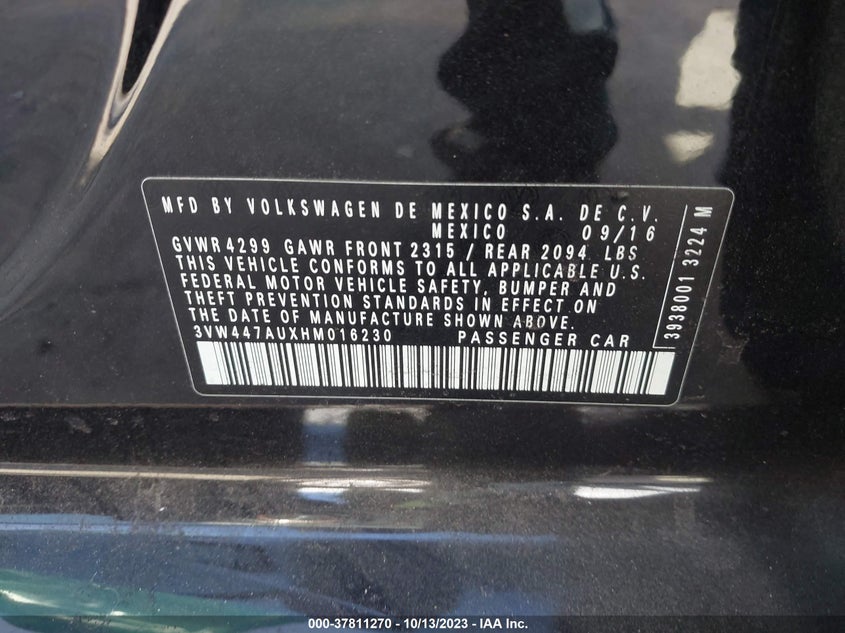 MFD BY VOLKSWAGEN DE MEXICO S.A. DE C.V.
MEXICO 09/16
GVWR 4299 GAWR FRONT 2315 / REAR 2094 LBS
THIS VEHICLE CONFORMS TO ALL APPLICABLE U.S.
FEDERAL MOTOR VEHICLE SAFETY, BUMPER AND
THEFT PREVENTION STANDARDS IN EFFECT ON
THE DATE OF MANUFACTURE SHOWN ABOVE.
3VW447AUXHM016230 PASSENGER CAR
3938001 3224 M
000-37811270 - 10/13/2023 - IAA Inc.